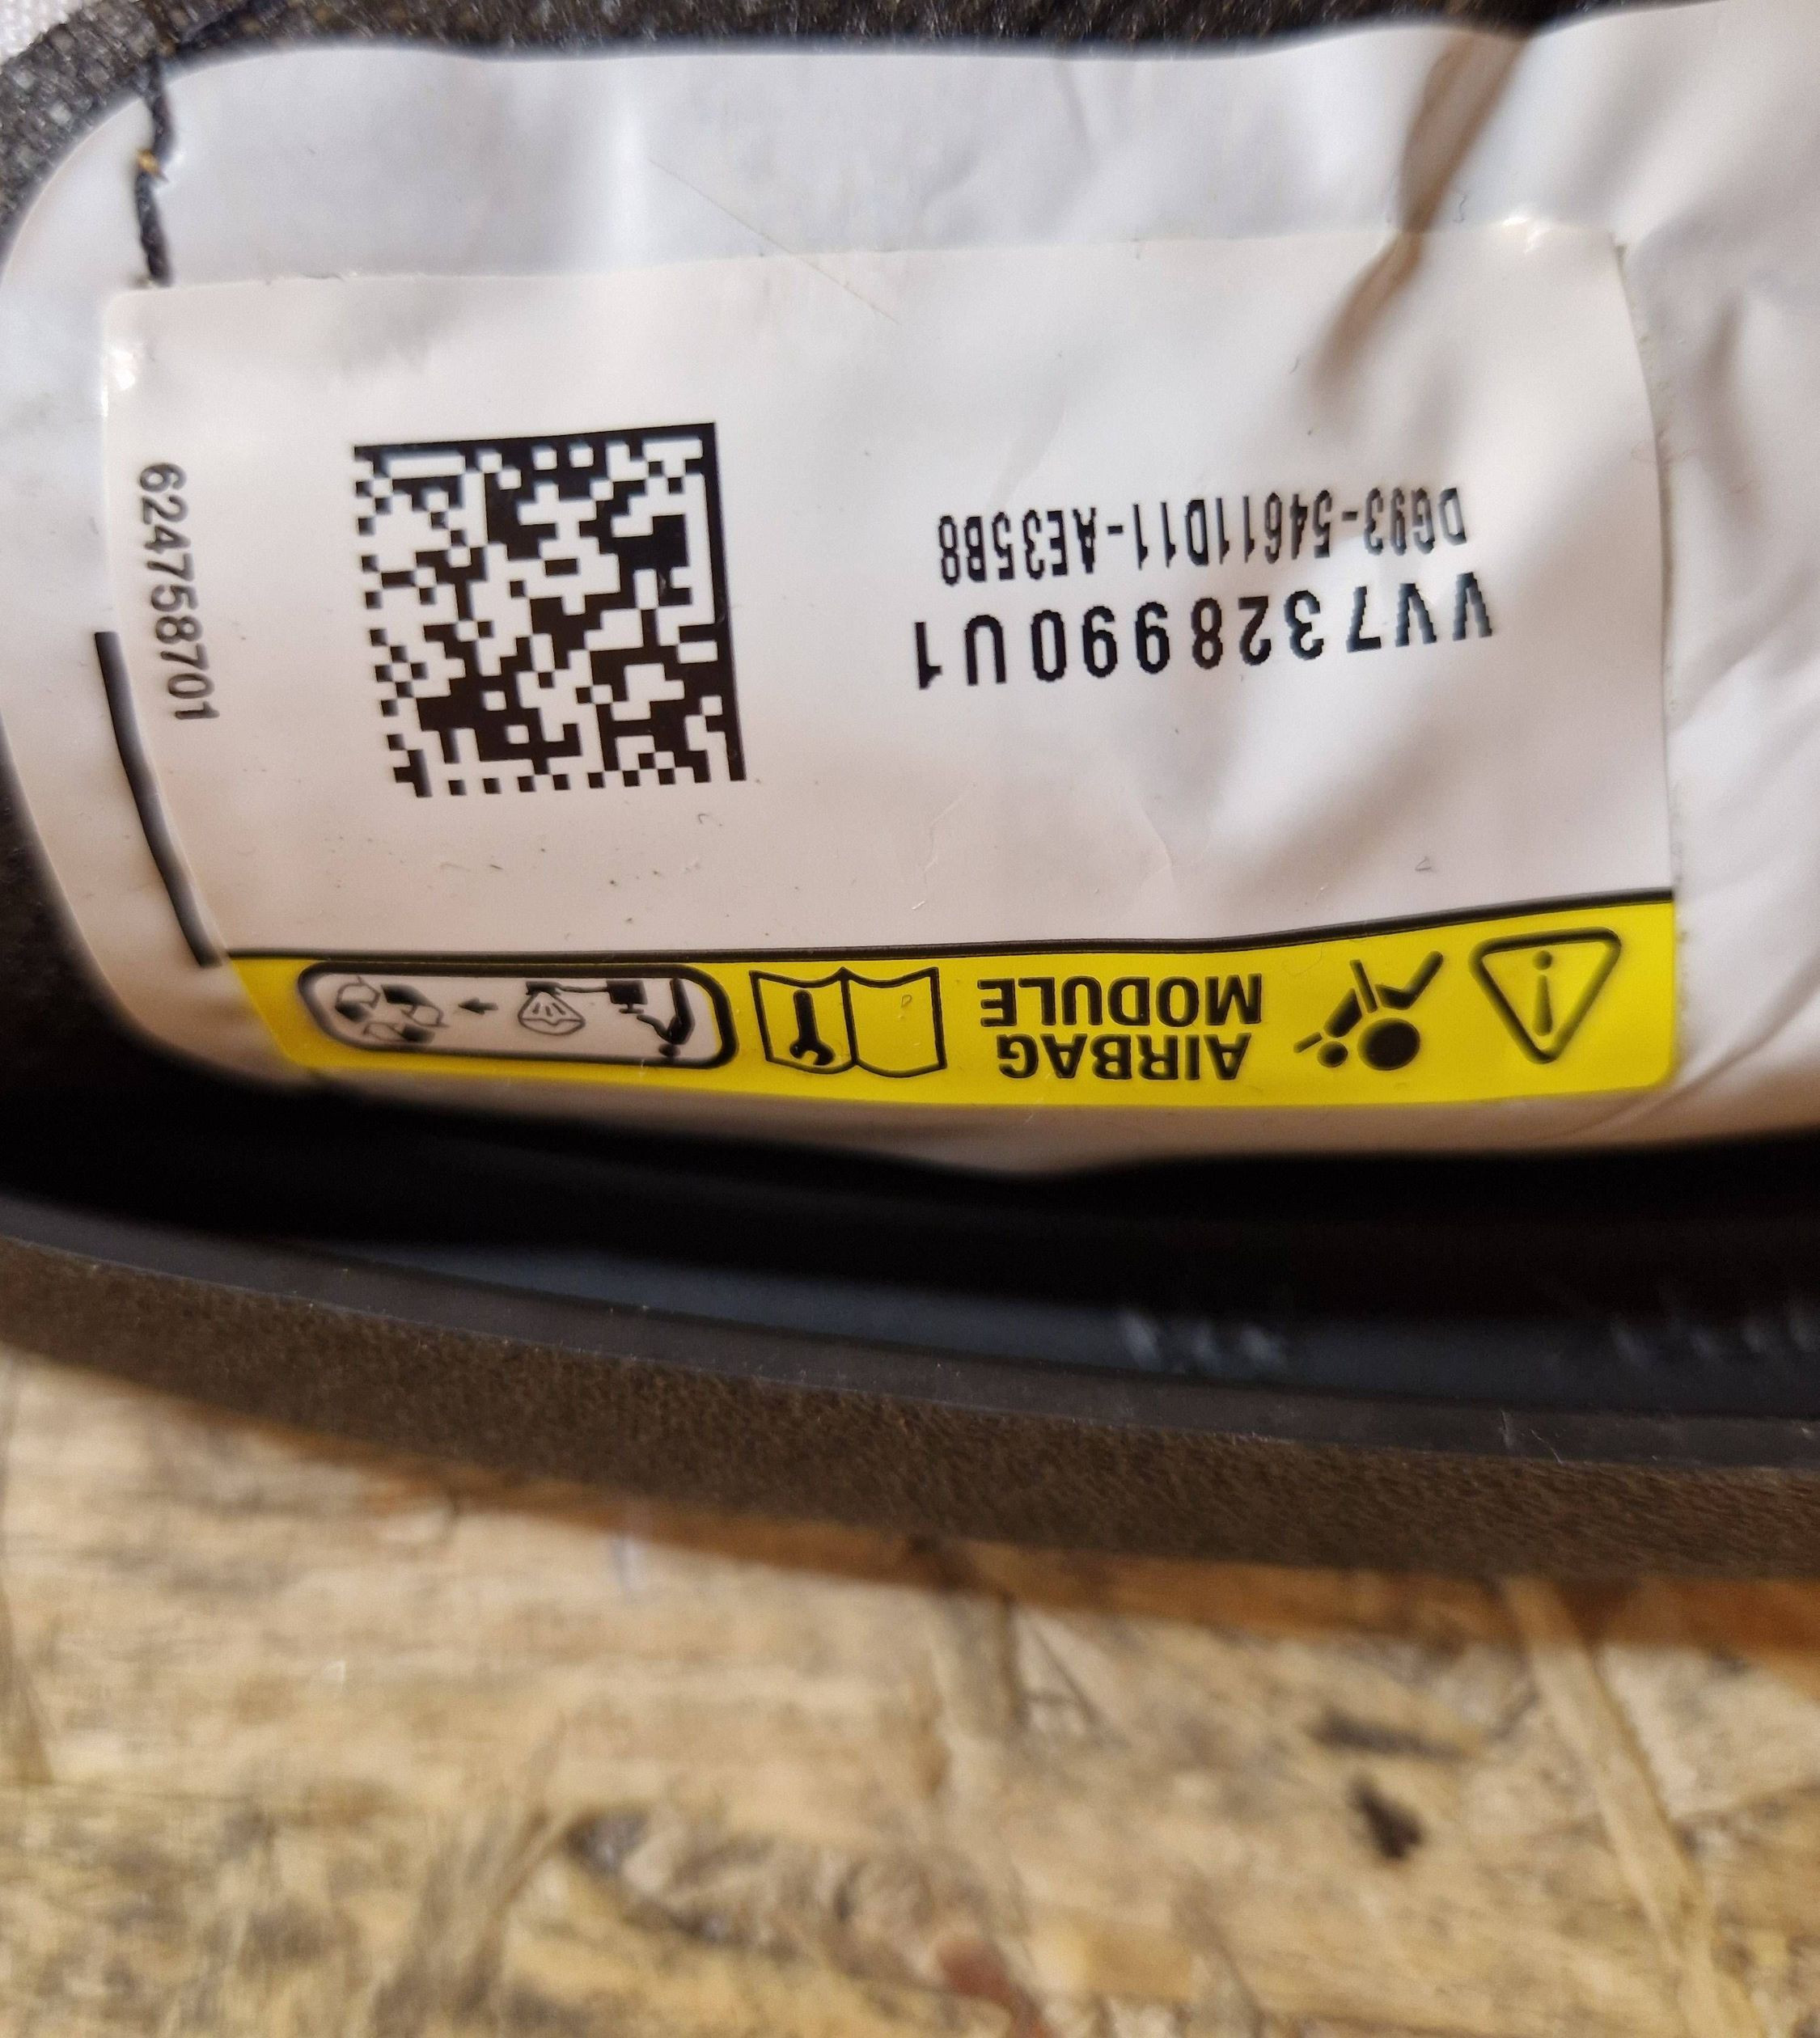 AIRBAG
MODULE
VV7328990U1
DG93-54611D11-AE35B8
624758701